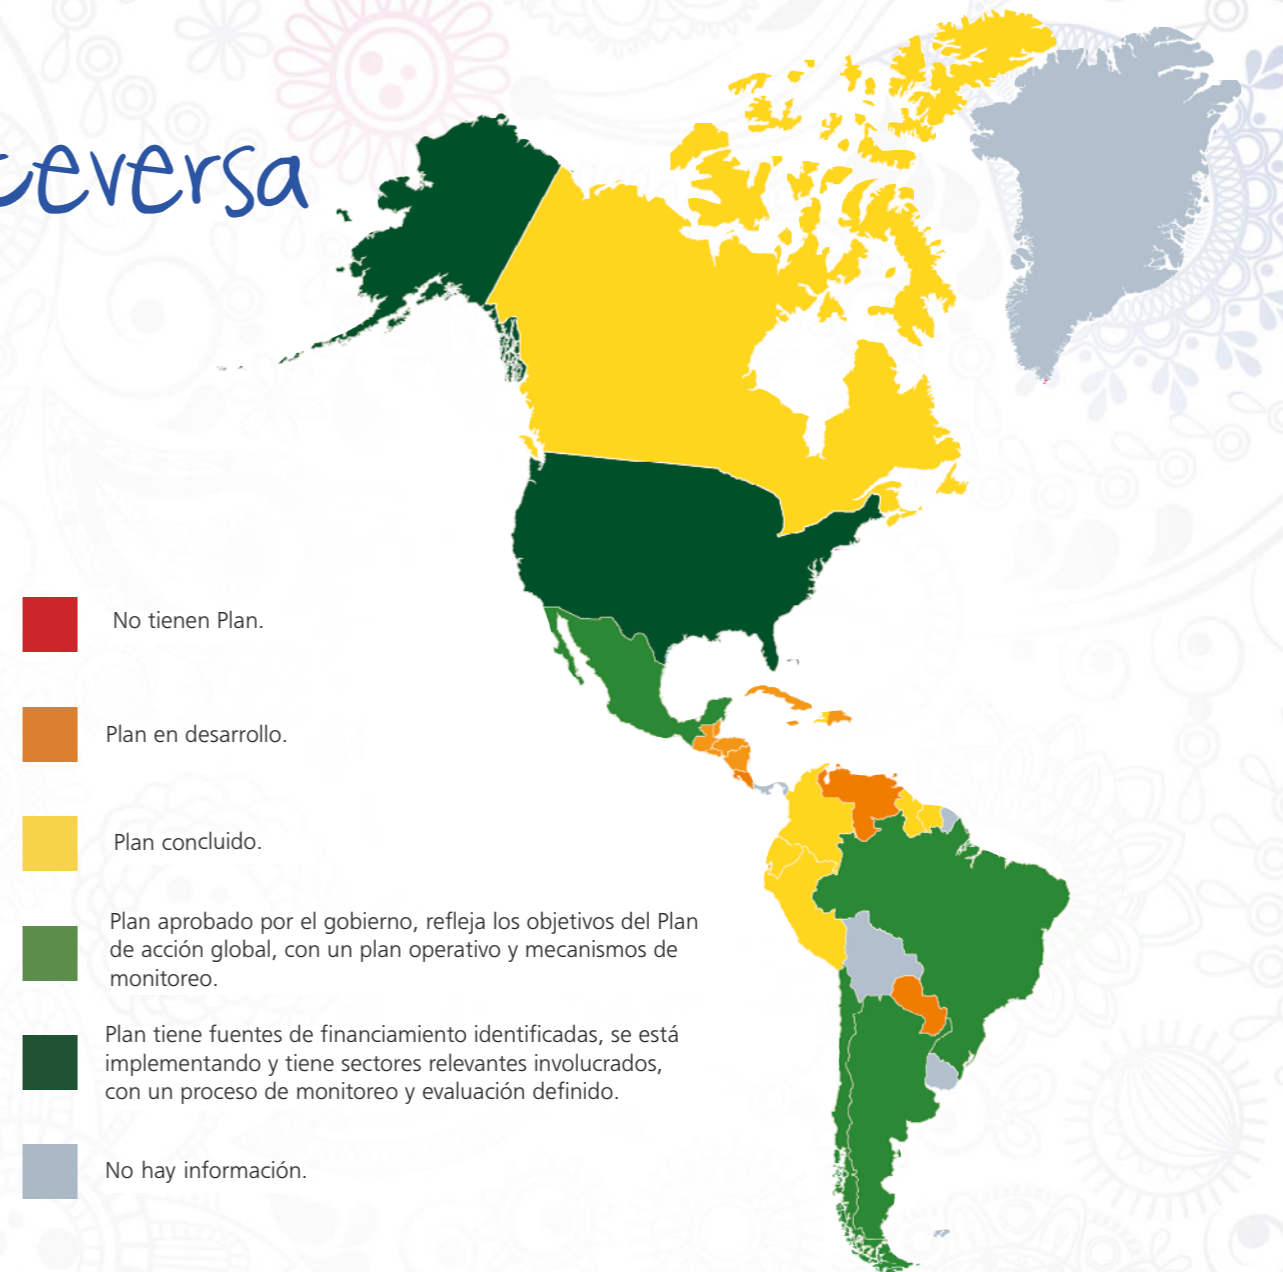 ceversa
No tienen Plan.
Plan en desarrollo.
Plan concluido.
Plan aprobado por el gobierno, refleja los objetivos del Plan
de acción global, con un plan operativo y mecanismos de
monitoreo.
Plan tiene fuentes de financiamiento identificadas, se está
implementando y tiene sectores relevantes involucrados,
con un proceso de monitoreo y evaluación definido.
No hay información.